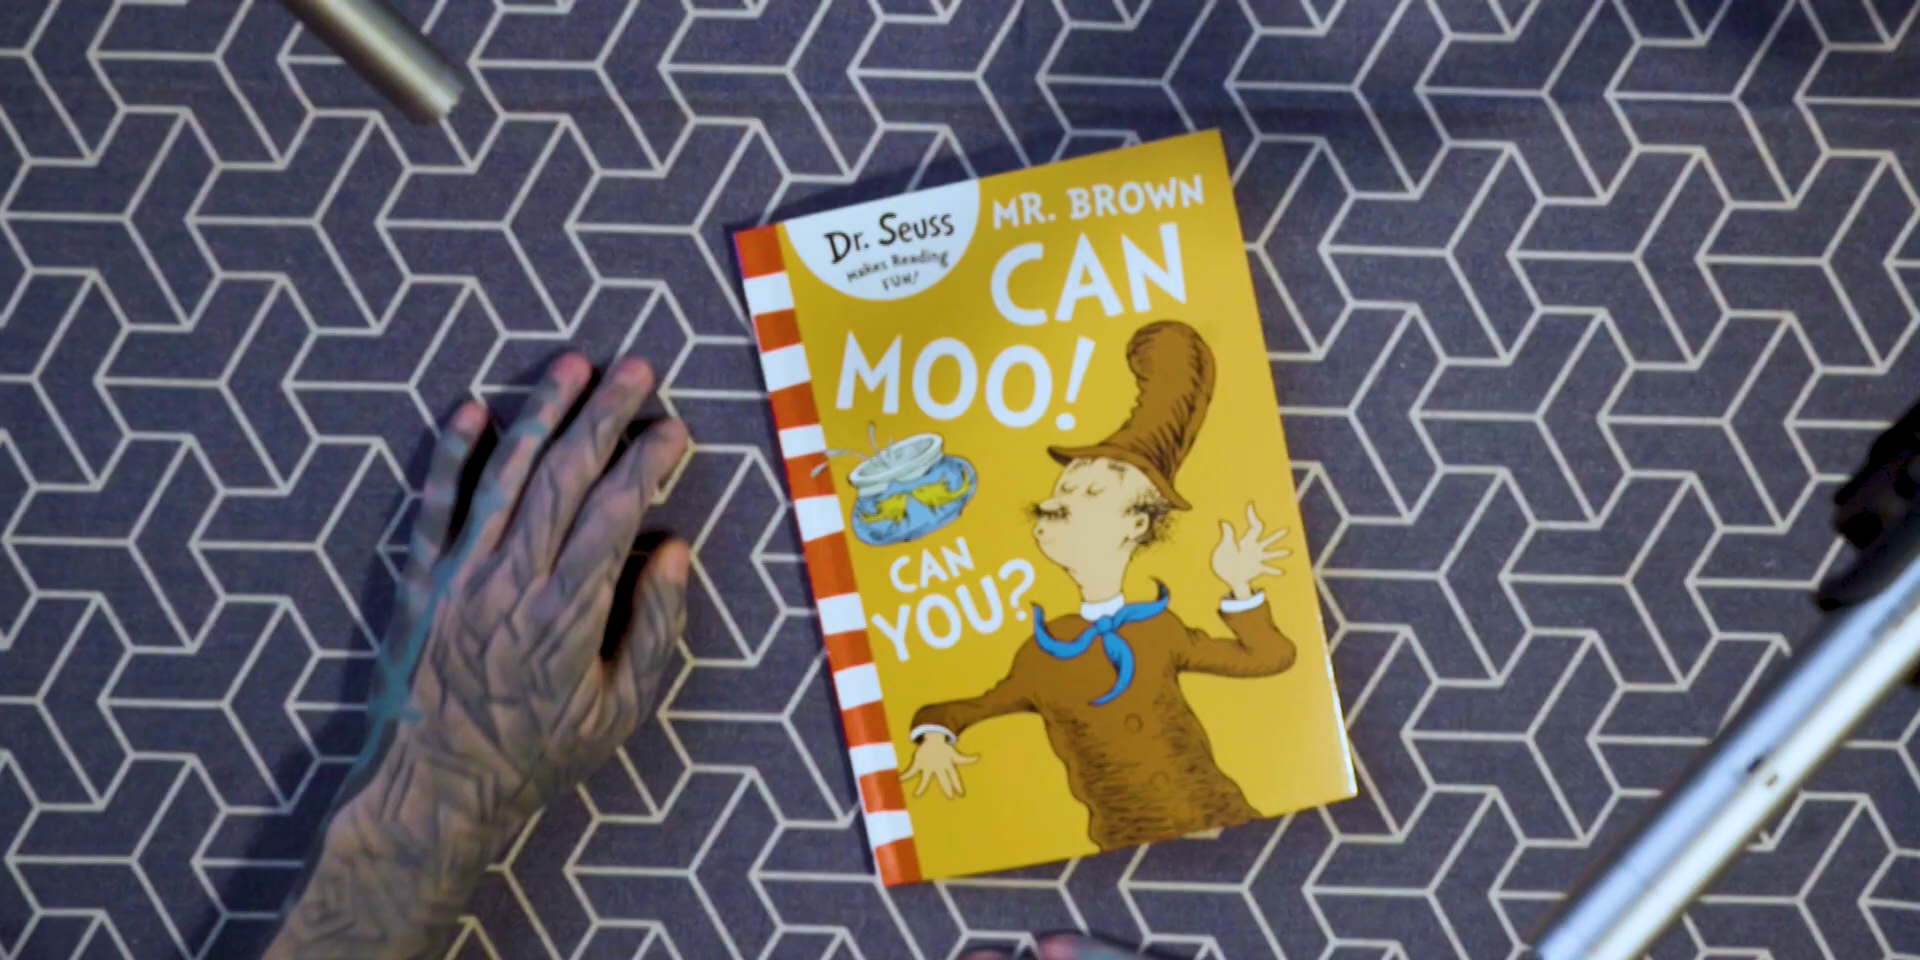 Dr. Seuss
makes Reading
FUN!
MR. BROWN
CAN
MOO!
CAN
YOU?